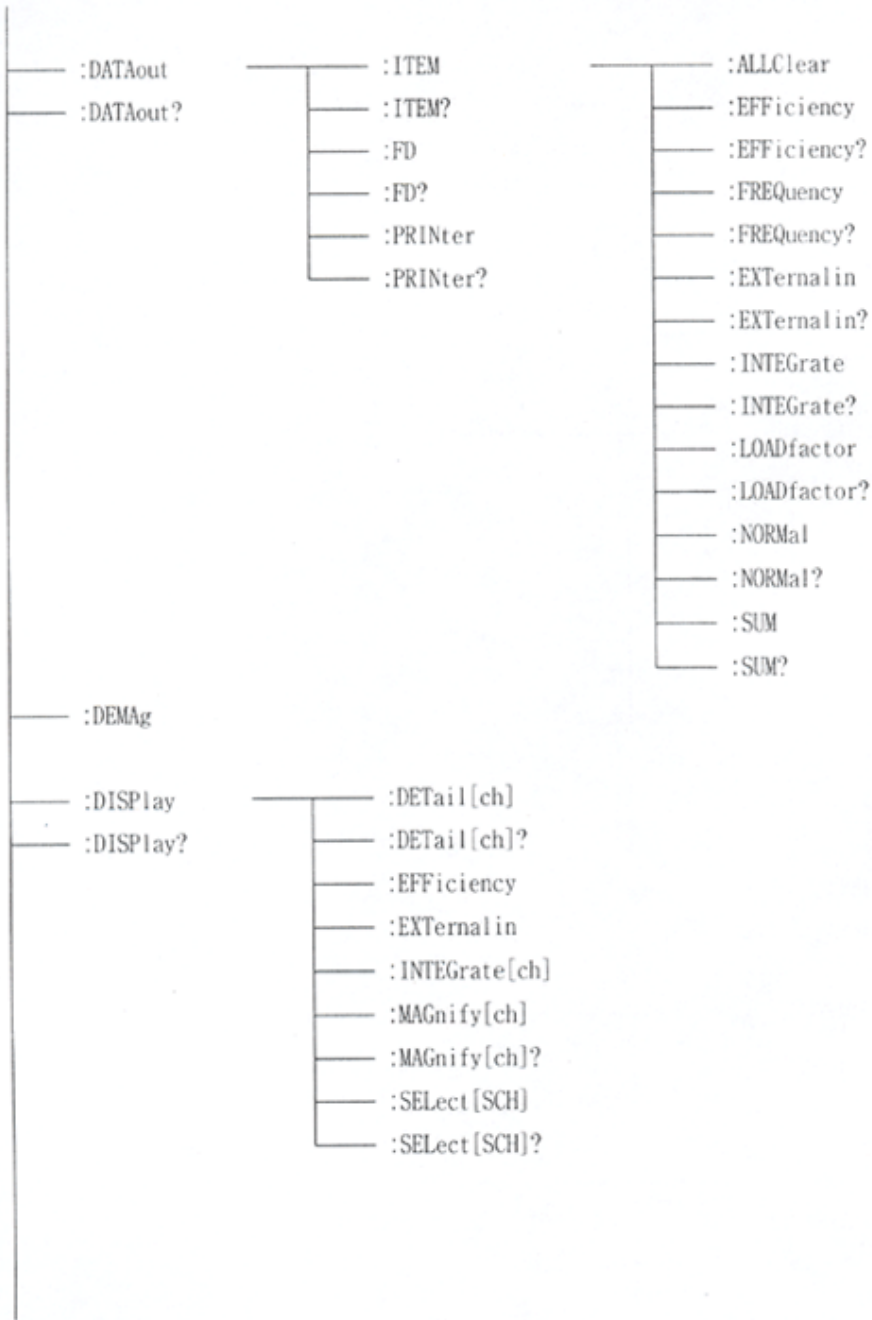 :DATAout :ITEM :ALLClear
:DATAout? :ITEM? :EFFiciency
:FD :EFFiciency?
:FD? :FREQuency
:PRINter :FREQuency?
:PRINter? :EXTernalin
:EXTernalin?
:INTEGrate
:INTEGrate?
:LOADfactor
:LOADfactor?
:NORMal
:NORMal?
:SUM
:SUM?
:DEMAg
:DISPlay :DETail[ch]
:DISPlay? :DETail[ch]?
:EFFiciency
:EXTernalin
:INTEGrate[ch]
:MAGnify[ch]
:MAGnify[ch]?
:SELect[SCH]
:SELect[SCH]?